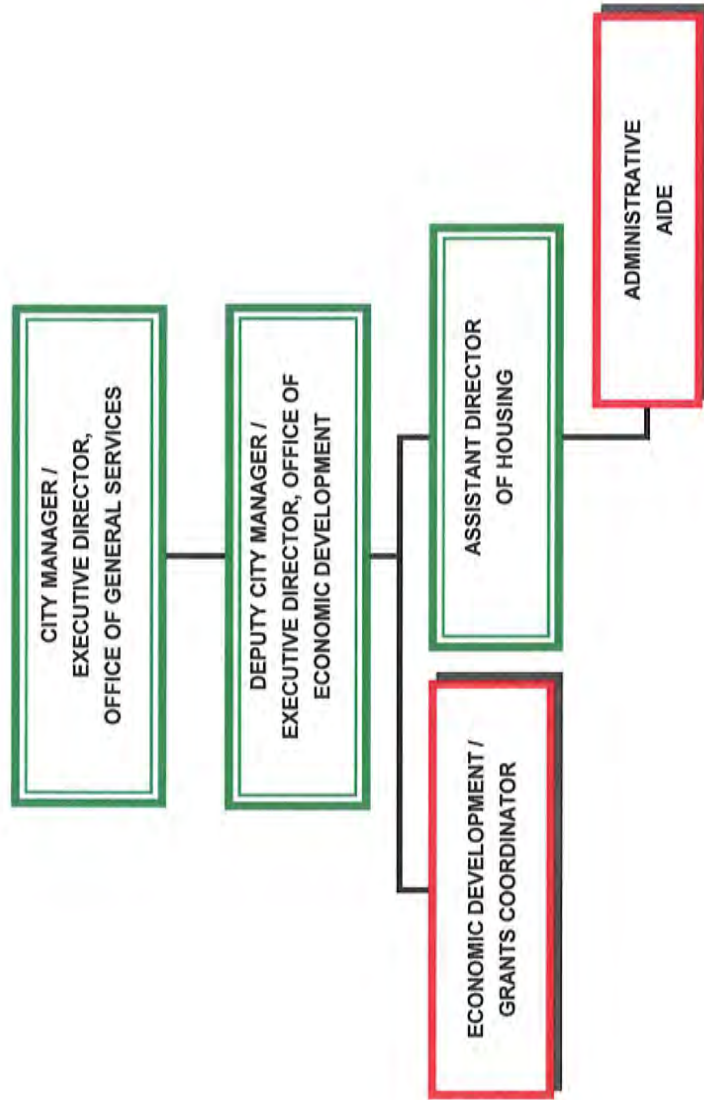 CITY MANAGER /
EXECUTIVE DIRECTOR,
OFFICE OF GENERAL SERVICES
DEPUTY CITY MANAGER /
EXECUTIVE DIRECTOR, OFFICE OF
ECONOMIC DEVELOPMENT
ECONOMIC DEVELOPMENT /
GRANTS COORDINATOR
ASSISTANT DIRECTOR
OF HOUSING
ADMINISTRATIVE
AIDE